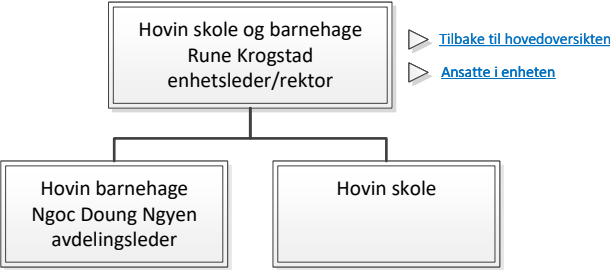 Hovin skole og barnehage
Rune Krogstad
enhetsleder/rektor
Tilbake til hovedoversikten
Ansatte i enheten
Hovin barnehage
Ngoc Doung Ngyen
avdelingsleder
Hovin skole